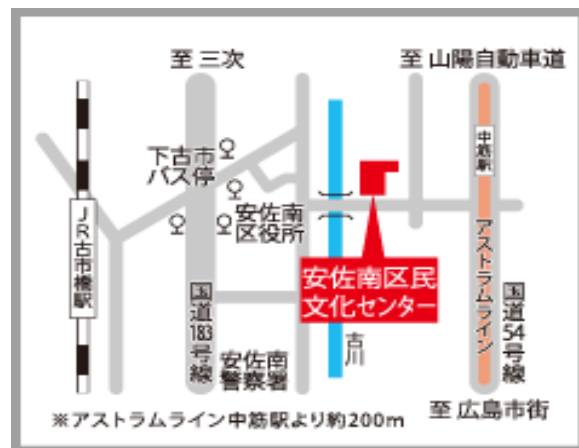 至 三次
至 山陽自動車道
下古市
バス停
安佐南
区役所
中筋駅
JR古市橋駅
アストラムライン
安佐南区民
文化センター
国道183号線
国道54号線
古川
安佐南
警察署
至 広島市街
※アストラムライン中筋駅より約200m